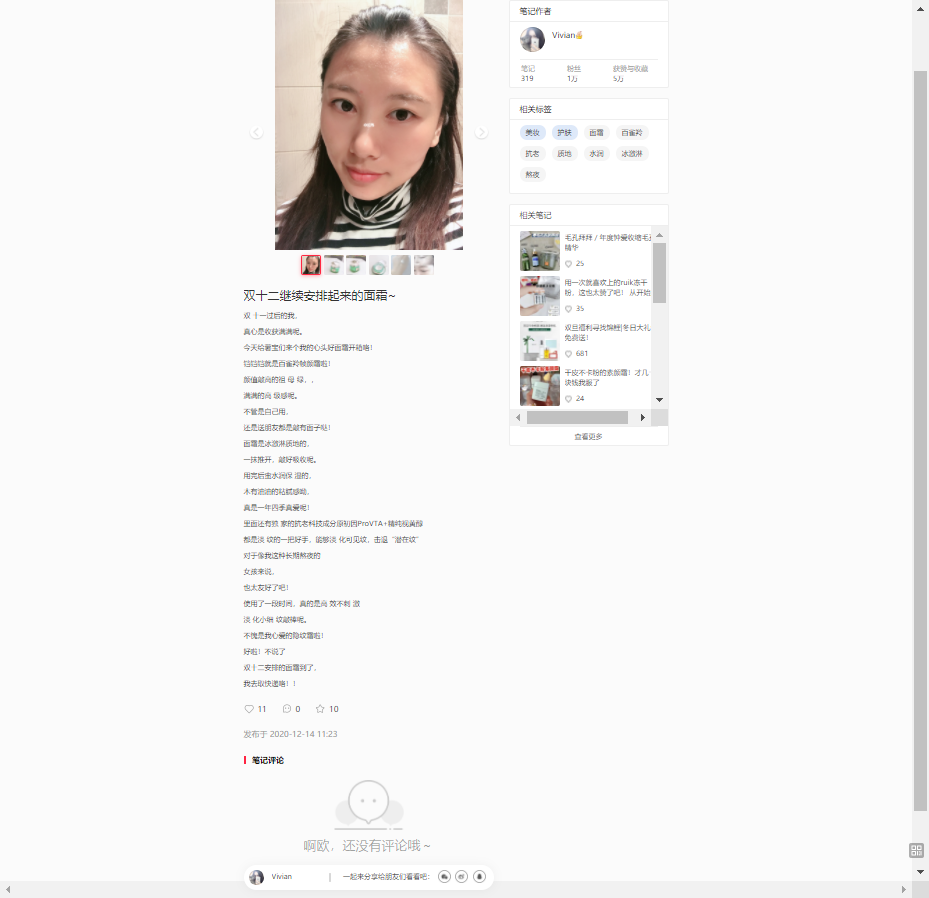 双十二继续安排起来的面霜~
双 十一过后的我，
真心是收获满满呢。
今天给薯宝们来个我的心头好面霜开箱咯！
铛铛铛就是百雀羚帧颜霜啦！
颜值敲高的祖 母 绿，，
满满的高 级感呢。
不管是自己用，
还是送朋友都是敲有面子哒！
面霜是冰激淋质地的，
一抹推开，敲好吸收呢。
用完后蛮水润保 湿的，
木有油油的粘腻感呦，
真是一年四季真爱呢！
里面还有独 家的抗老科技成分原初因ProVTA+精纯视黄醇
都是淡 纹的一把好手，能够淡 化可见纹，击退“潜在纹”
对于像我这种长期熬夜的
女孩来说，
也太友好了吧！
使用了一段时间，真的是高 效不刺 激
淡 化小细 纹敲棒呢。
不愧是我心爱的隐纹霜啦！
好啦！不说了
双十二安排的面霜到了，
我去取快递咯！！
11 0 10
发布于 2020-12-14 11:23
笔记评论
啊欧，还没有评论哦~
Vivian | 一起来分享给朋友们看看吧：
笔记作者
Vivian
笔记 粉丝 获赞与收藏
319 1万 5万
相关标签
美妆 护肤 面霜 百雀羚
抗老 质地 水润 冰激淋
熬夜
相关笔记
毛孔拜拜 / 年度钟爱收缩毛孔
精华
25
用一次就喜欢上的ruik冻干
粉，这也太赞了吧！ 从开始
35
双旦福利寻找锦鲤|冬日大礼
免费送！
681
干皮不卡粉的素颜霜！才几
块钱我服了
24
查看更多